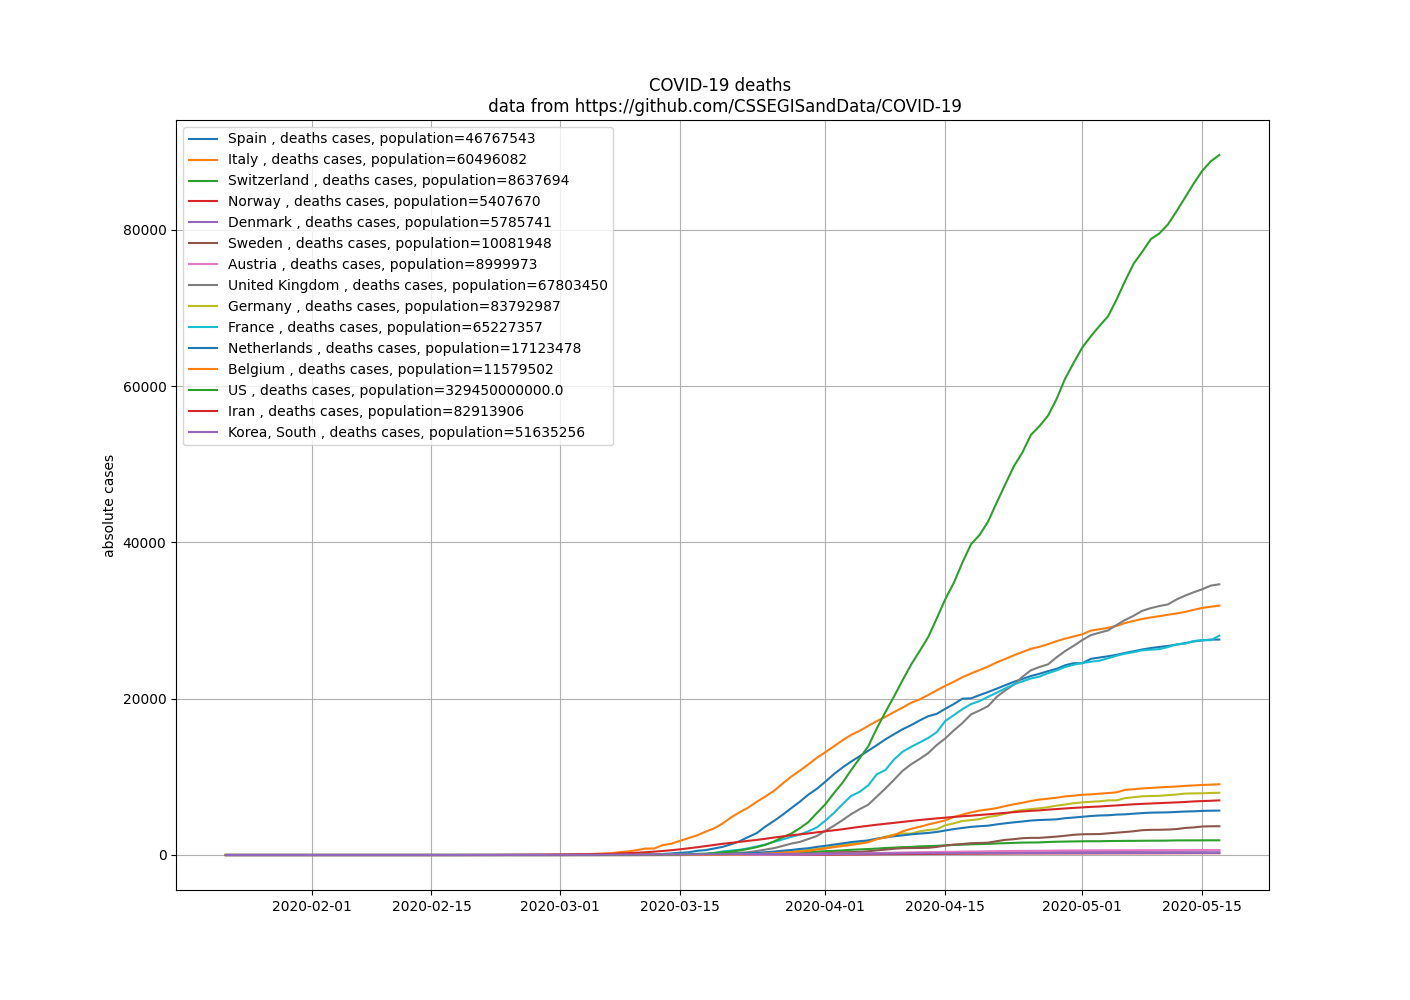 COVID-19 deaths
data from https://github.com/CSSEGISandData/COVID-19
Spain , deaths cases, population=46767543
Italy , deaths cases, population=60496082
Switzerland , deaths cases, population=8637694
Norway , deaths cases, population=5407670
Denmark , deaths cases, population=5785741
Sweden , deaths cases, population=10081948
Austria , deaths cases, population=8999973
United Kingdom , deaths cases, population=67803450
Germany , deaths cases, population=83792987
France , deaths cases, population=65227357
Netherlands , deaths cases, population=17123478
Belgium , deaths cases, population=11579502
US , deaths cases, population=329450000000.0
Iran , deaths cases, population=82913906
Korea, South , deaths cases, population=51635256
absolute cases
80000
60000
40000
20000
0
2020-02-01
2020-02-15
2020-03-01
2020-03-15
2020-04-01
2020-04-15
2020-05-01
2020-05-15